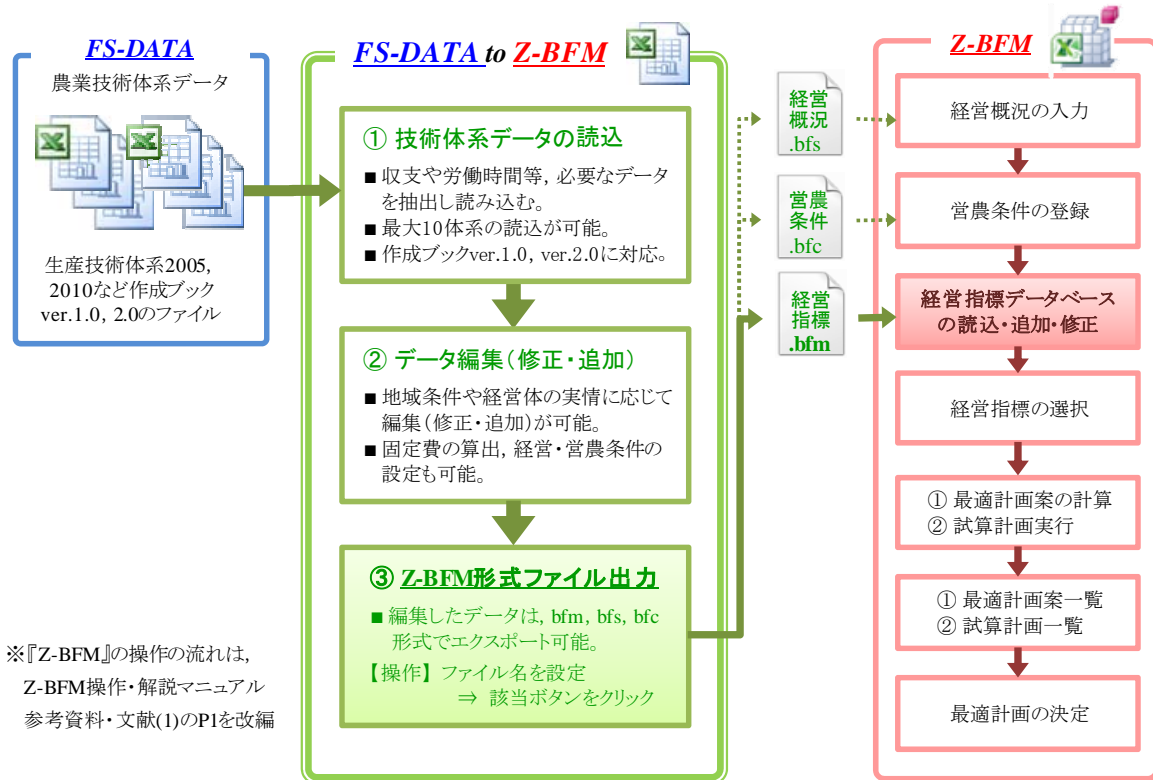 FS-DATA
農業技術体系データ
生産技術体系2005,
2010など作成ブック
ver.1.0, 2.0のファイル
※『Z-BFM』の操作の流れは,
Z-BFM操作・解説マニュアル
参考資料・文献(1)のP1を改編
FS-DATA to Z-BFM
① 技術体系データの読込
■ 収支や労働時間等, 必要なデータ
を抽出し読み込む。
■ 最大10体系の読込が可能。
■ 作成ブックver.1.0, ver.2.0に対応。
② データ編集(修正・追加)
■ 地域条件や経営体の実情に応じて
編集(修正・追加)が可能。
■ 固定費の算出, 経営・営農条件の
設定も可能。
③ Z-BFM形式ファイル出力
■ 編集したデータは, bfm, bfs, bfc
形式でエクスポート可能。
【操作】 ファイル名を設定
⇒ 該当ボタンをクリック
経営
概況
.bfs
営農
条件
.bfc
経営
指標
.bfm
Z-BFM
経営概況の入力
営農条件の登録
経営指標データベース
の読込・追加・修正
経営指標の選択
① 最適計画案の計算
② 試算計画実行
① 最適計画案一覧
② 試算計画一覧
最適計画の決定